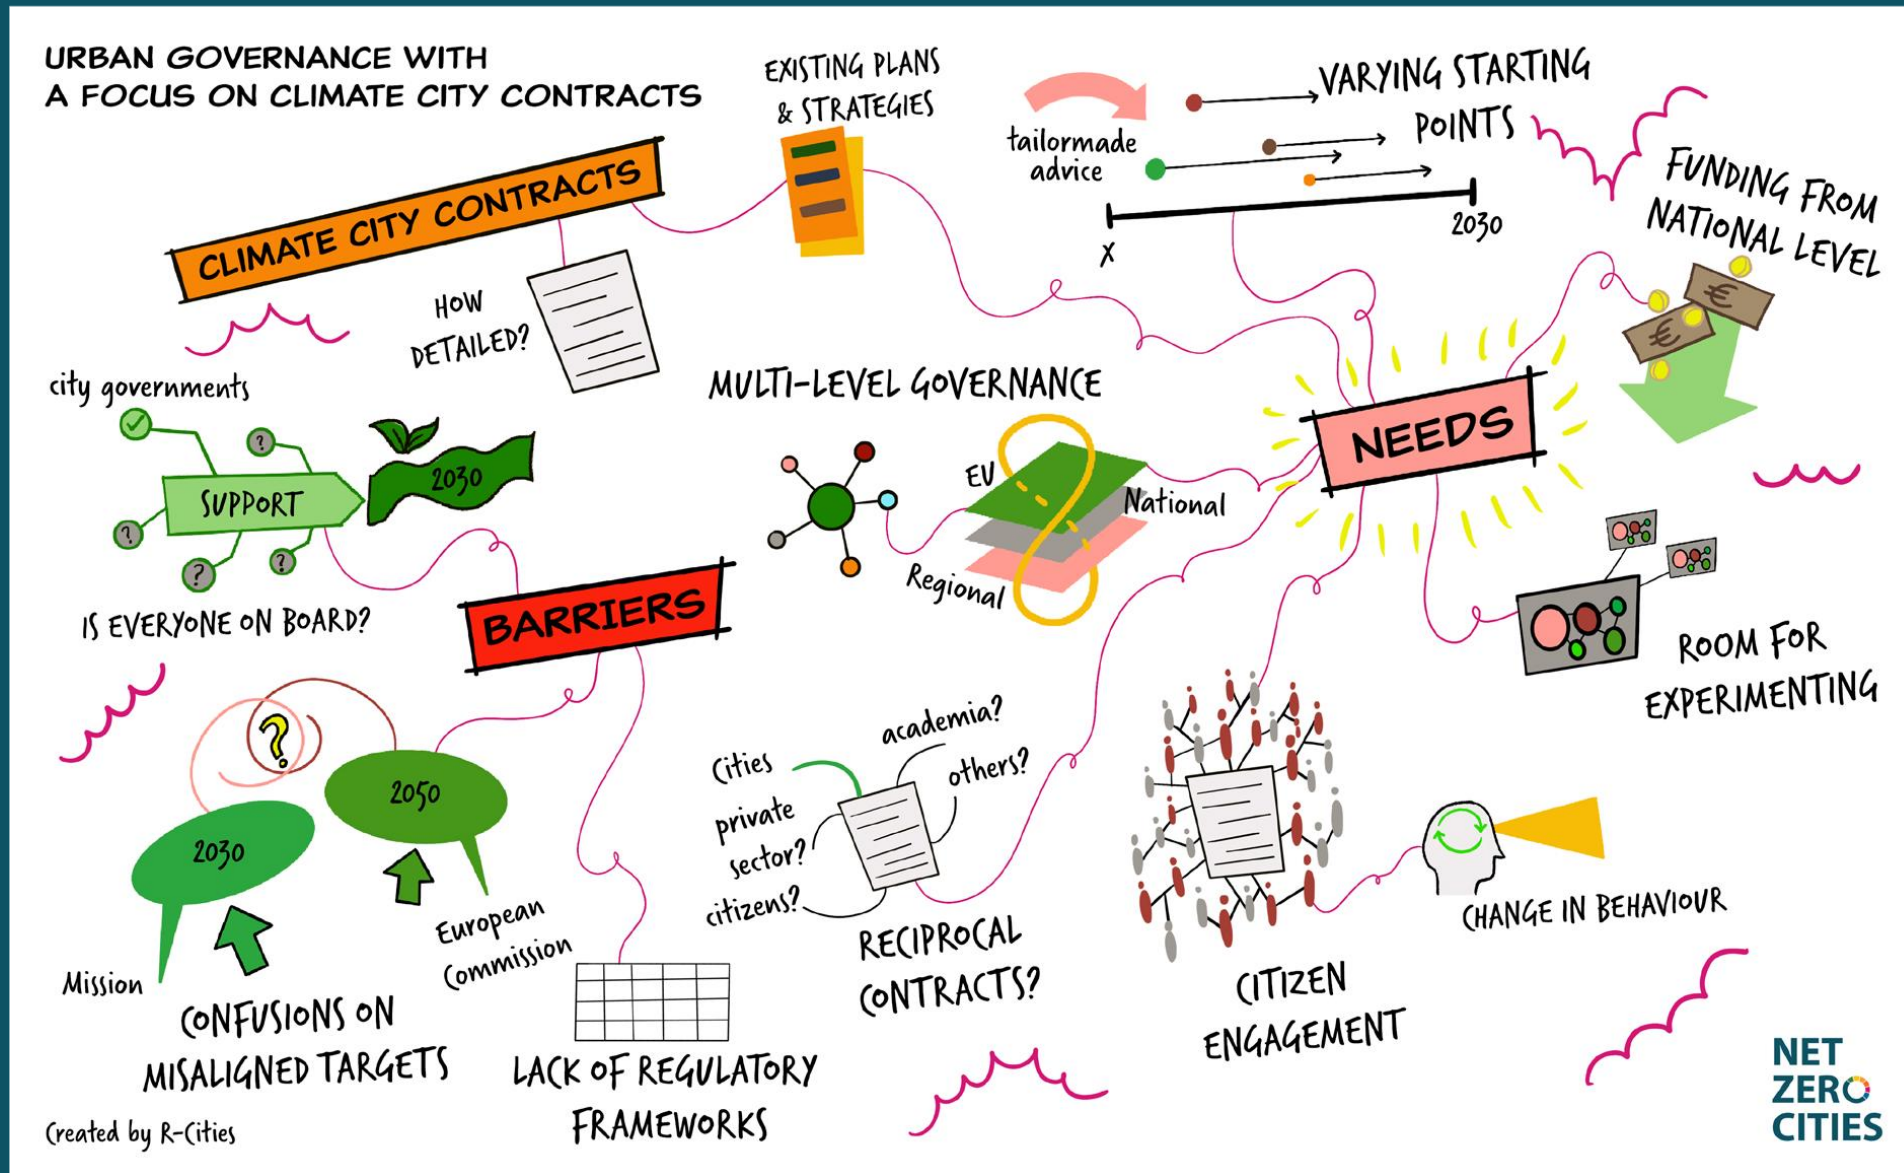 URBAN GOVERNANCE WITH
A FOCUS ON CLIMATE CITY CONTRACTS
CLIMATE CITY CONTRACTS
EXISTING PLANS
& STRATEGIES
HOW
DETAILED?
tailormade
advice
VARYING STARTING
POINTS
X
2030
FUNDING FROM
NATIONAL LEVEL
€
€
city governments
?
SUPPORT
2030
?
?
?
IS EVERYONE ON BOARD?
MULTI-LEVEL GOVERNANCE
EU
National
Regional
NEEDS
BARRIERS
ROOM FOR
EXPERIMENTING
?
2050
2030
Mission
European
Commission
CONFUSIONS ON
MISALIGNED TARGETS
LACK OF REGULATORY
FRAMEWORKS
Cities
academia?
others?
private
sector?
citizens?
RECIPROCAL
CONTRACTS?
CITIZEN
ENGAGEMENT
CHANGE IN BEHAVIOUR
Created by R-Cities
NET
ZERO
CITIES